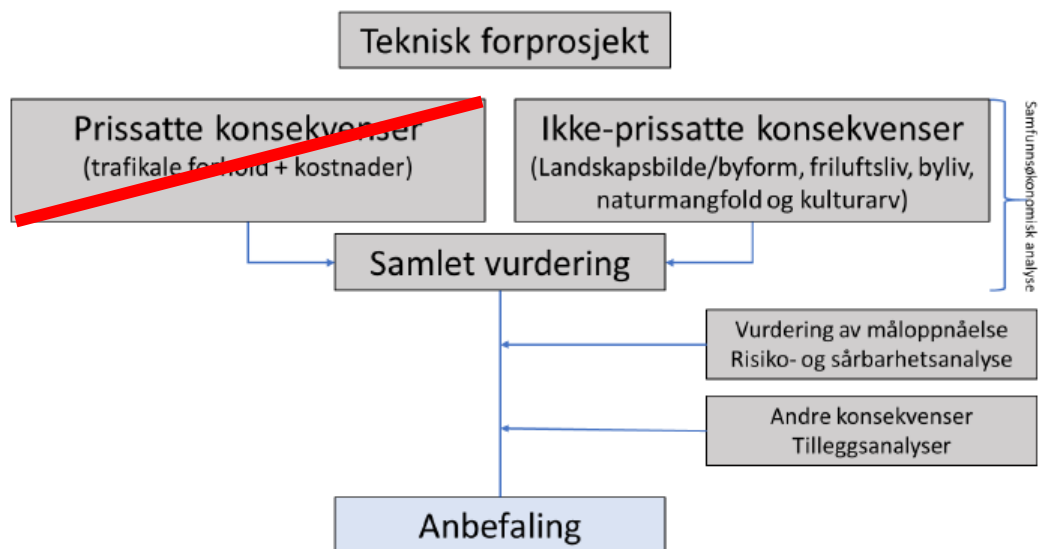 Teknisk forprosjekt
Prissatte konsekvenser
(trafikale forhold + kostnader)
Ikke-prissatte konsekvenser
(Landskapsbilde/byform, friluftsliv, byliv,
naturmangfold og kulturarv)
Samfunnsøkonomisk analyse
Samlet vurdering
Vurdering av måloppnåelse
Risiko- og sårbarhetsanalyse
Andre konsekvenser
Tilleggsanalyser
Anbefaling